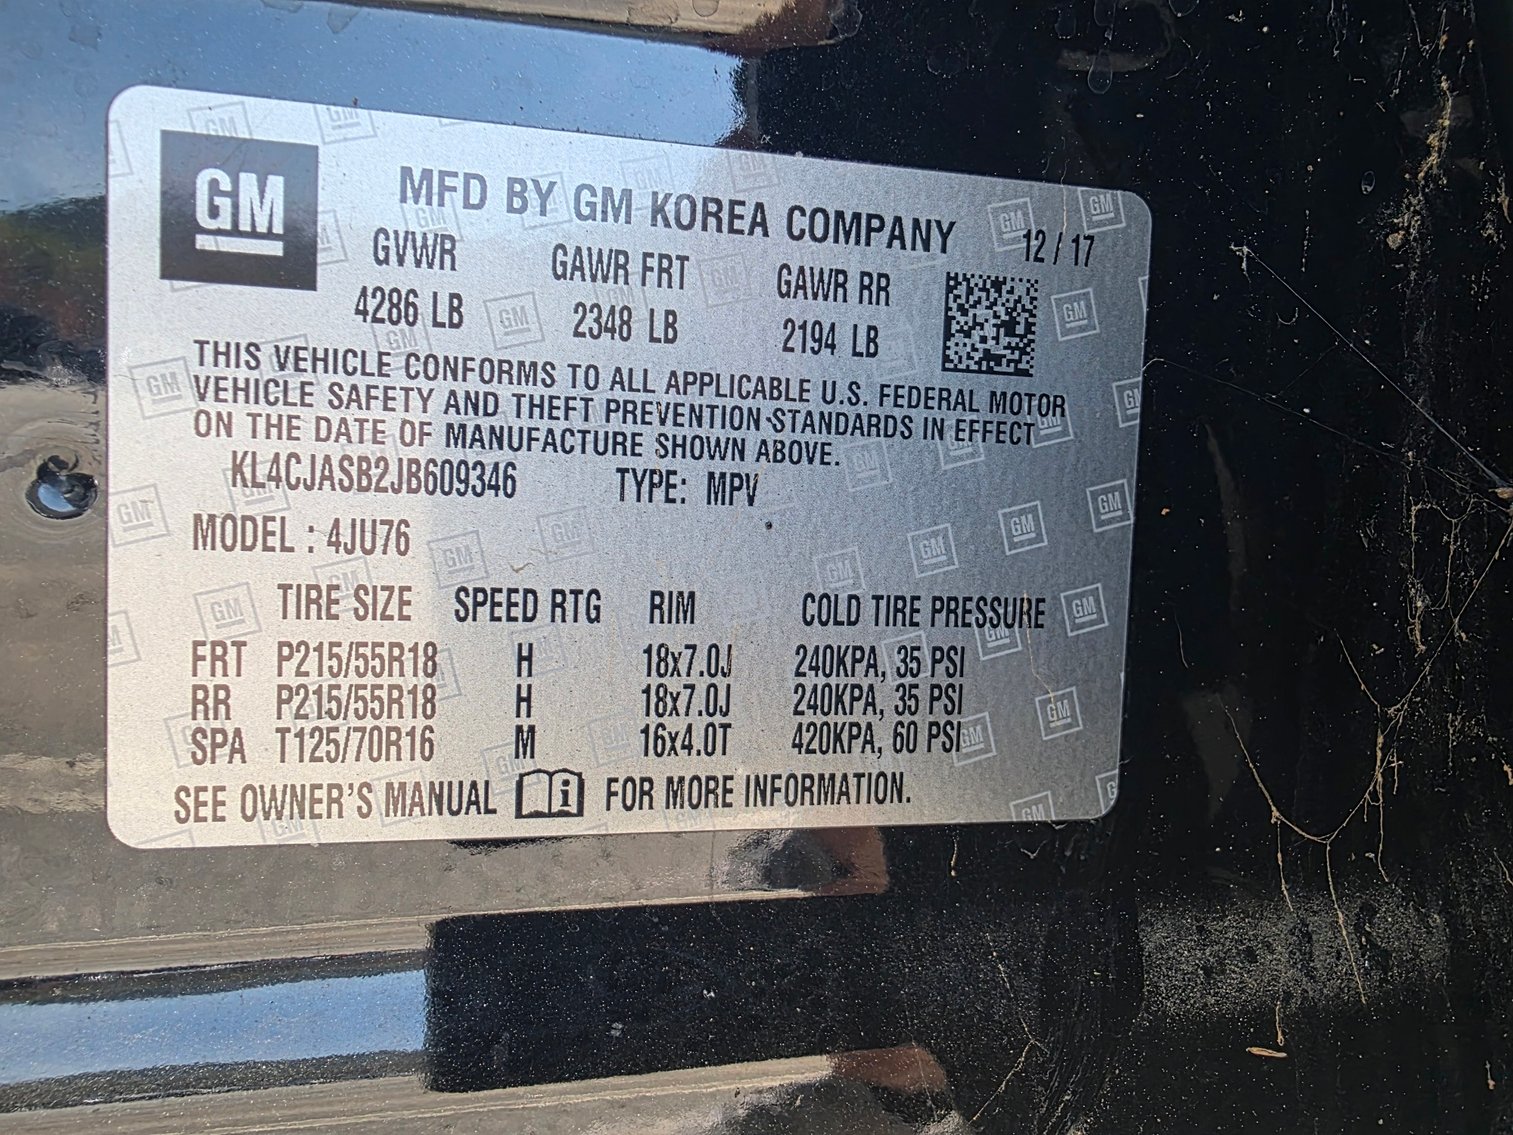 GM
MFD BY GM KOREA COMPANY
12 / 17
GVWR GAWR FRT GAWR RR
4286 LB 2348 LB 2194 LB
THIS VEHICLE CONFORMS TO ALL APPLICABLE U.S. FEDERAL MOTOR
VEHICLE SAFETY AND THEFT PREVENTION STANDARDS IN EFFECT
ON THE DATE OF MANUFACTURE SHOWN ABOVE.
KL4CJASB2JB609346 TYPE: MPV
MODEL : 4JU76
TIRE SIZE SPEED RTG RIM COLD TIRE PRESSURE
FRT P215/55R18 H 18x7.0J 240KPA, 35 PSI
RR P215/55R18 H 18x7.0J 240KPA, 35 PSI
SPA T125/70R16 M 16x4.0T 420KPA, 60 PSI
SEE OWNER'S MANUAL i FOR MORE INFORMATION.